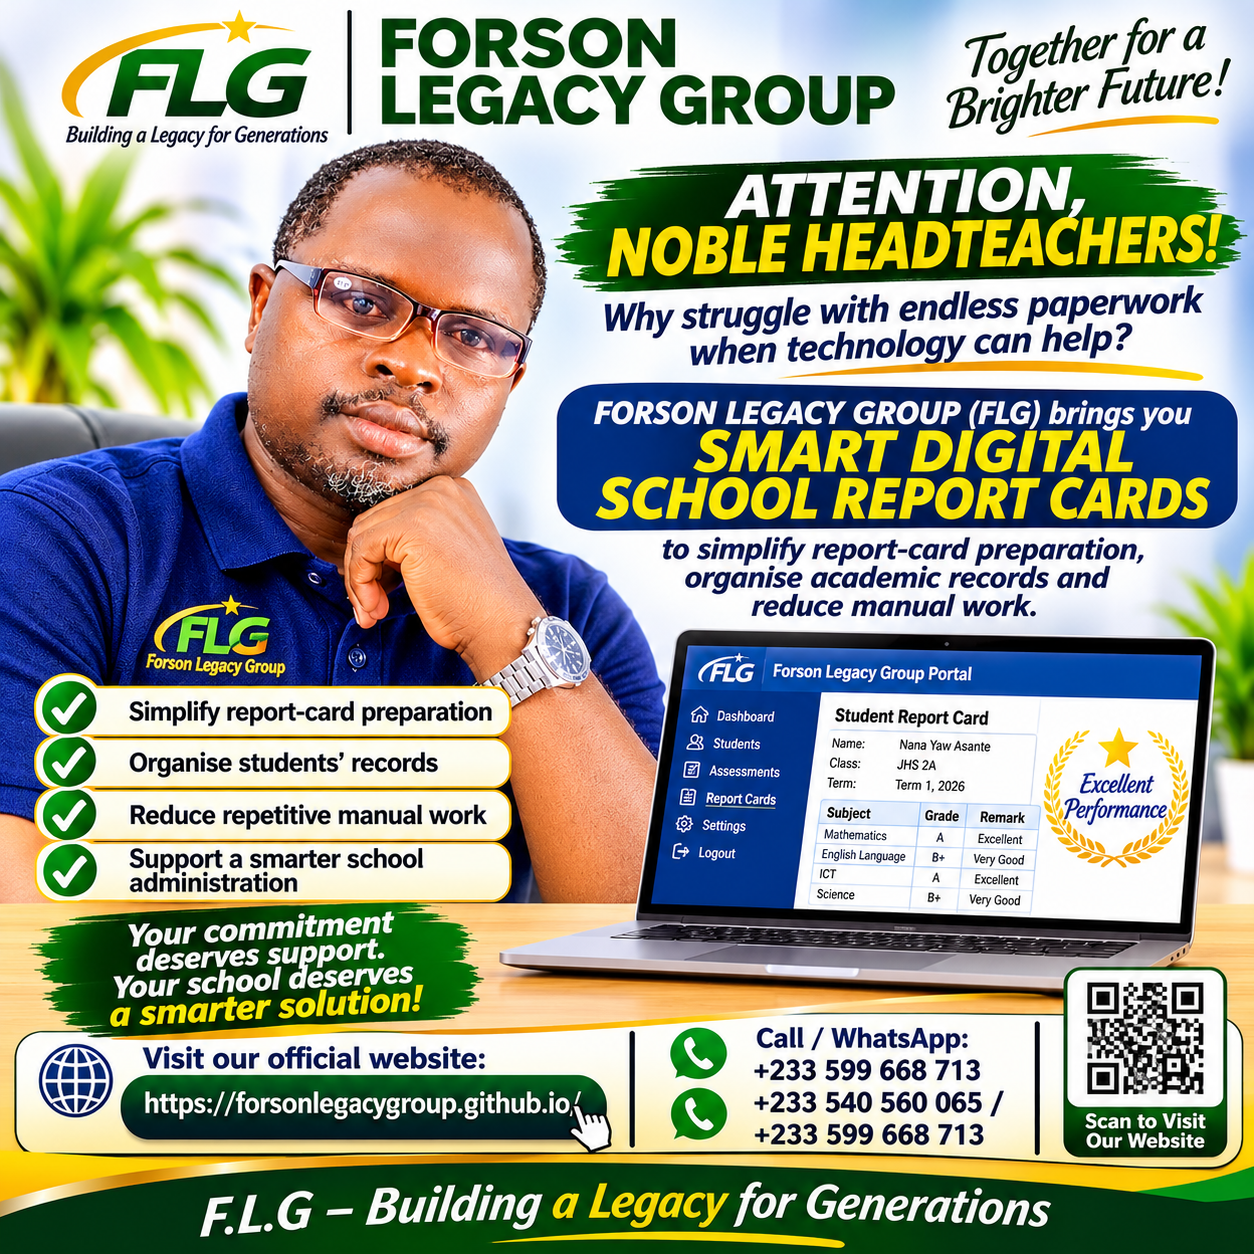 FLG
Building a Legacy for Generations
FORSON
LEGACY GROUP
Together for a
Brighter Future!
ATTENTION,
NOBLE HEADTEACHERS!
Why struggle with endless paperwork
when technology can help?
FORSON LEGACY GROUP (FLG) brings you
SMART DIGITAL
SCHOOL REPORT CARDS
to simplify report-card preparation,
organise academic records and
reduce manual work.
FLG
Forson Legacy Group
Simplify report-card preparation
Organise students' records
Reduce repetitive manual work
Support a smarter school
administration
FLG
Forson Legacy Group Portal
Dashboard
Students
Assessments
Report Cards
Settings
Logout
Student Report Card
Name: Nana Yaw Asante
Class: JHS 2A
Term: Term 1, 2026
Subject Grade Remark
Mathematics A Excellent
English Language B+ Very Good
ICT A Excellent
Science B+ Very Good
Excellent
Performance
Your commitment
deserves support.
Your school deserves
a smarter solution!
Visit our official website:
https://forsonlegacygroup.github.io/
Call / WhatsApp:
+233 599 668 713
+233 540 560 065 /
+233 599 668 713
Scan to Visit
Our Website
F.L.G – Building a Legacy for Generations